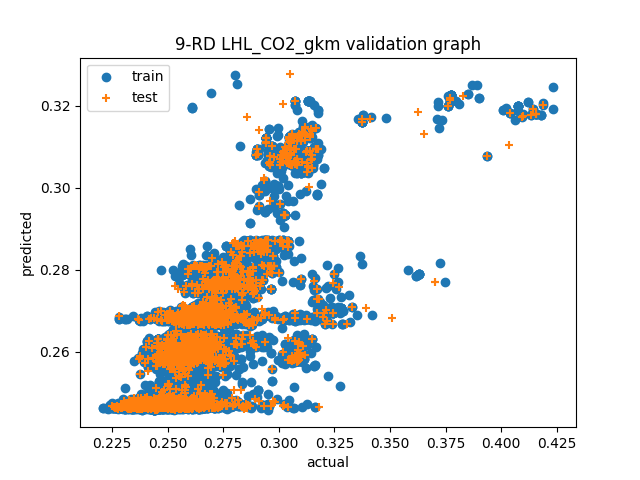 9-RD LHL_CO2_gkm validation graph
train
test
predicted
0.32
0.30
0.28
0.26
0.225 0.250 0.275 0.300 0.325 0.350 0.375 0.400 0.425
actual